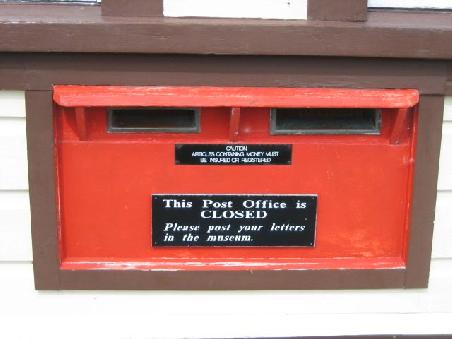 CAUTION
ARTICLES CONTAINING MONEY MUST
BE INSURED OR REGISTERED
This Post Office is
CLOSED
Please post your letters
in the museum.